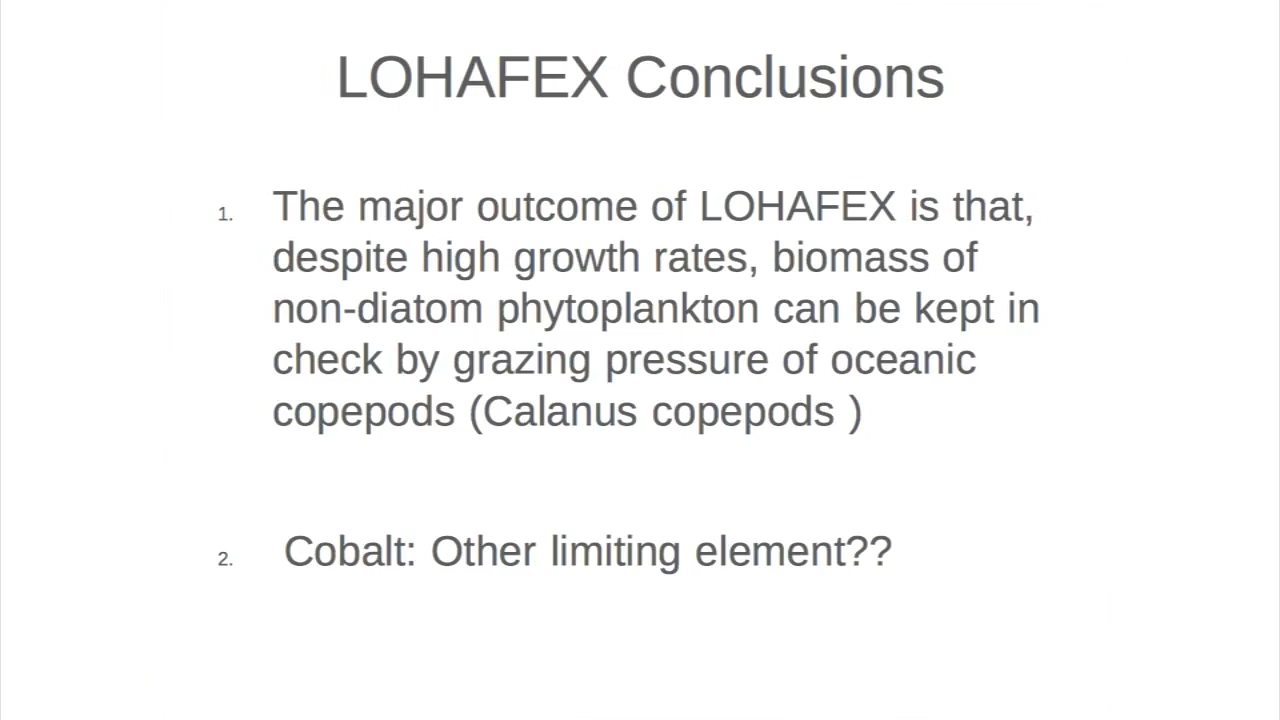 LOHAFEX Conclusions
1. The major outcome of LOHAFEX is that,
despite high growth rates, biomass of
non-diatom phytoplankton can be kept in
check by grazing pressure of oceanic
copepods (Calanus copepods )
2. Cobalt: Other limiting element??